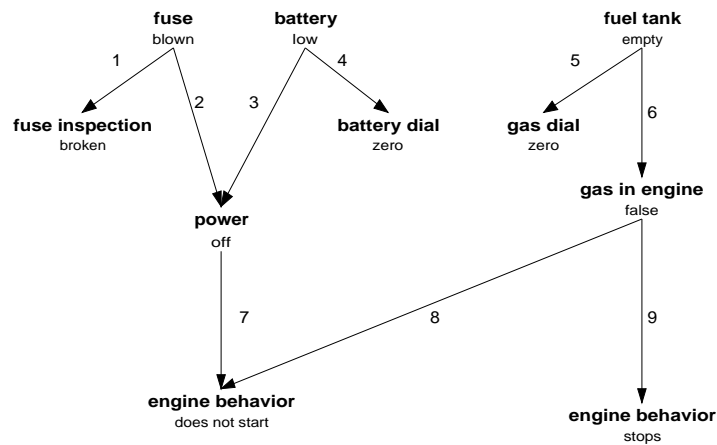 fuse
blown
battery
low
fuel tank
empty
1
2
3
4
5
6
fuse inspection
broken
battery dial
zero
gas dial
zero
gas in engine
false
power
off
7
8
9
engine behavior
does not start
engine behavior
stops